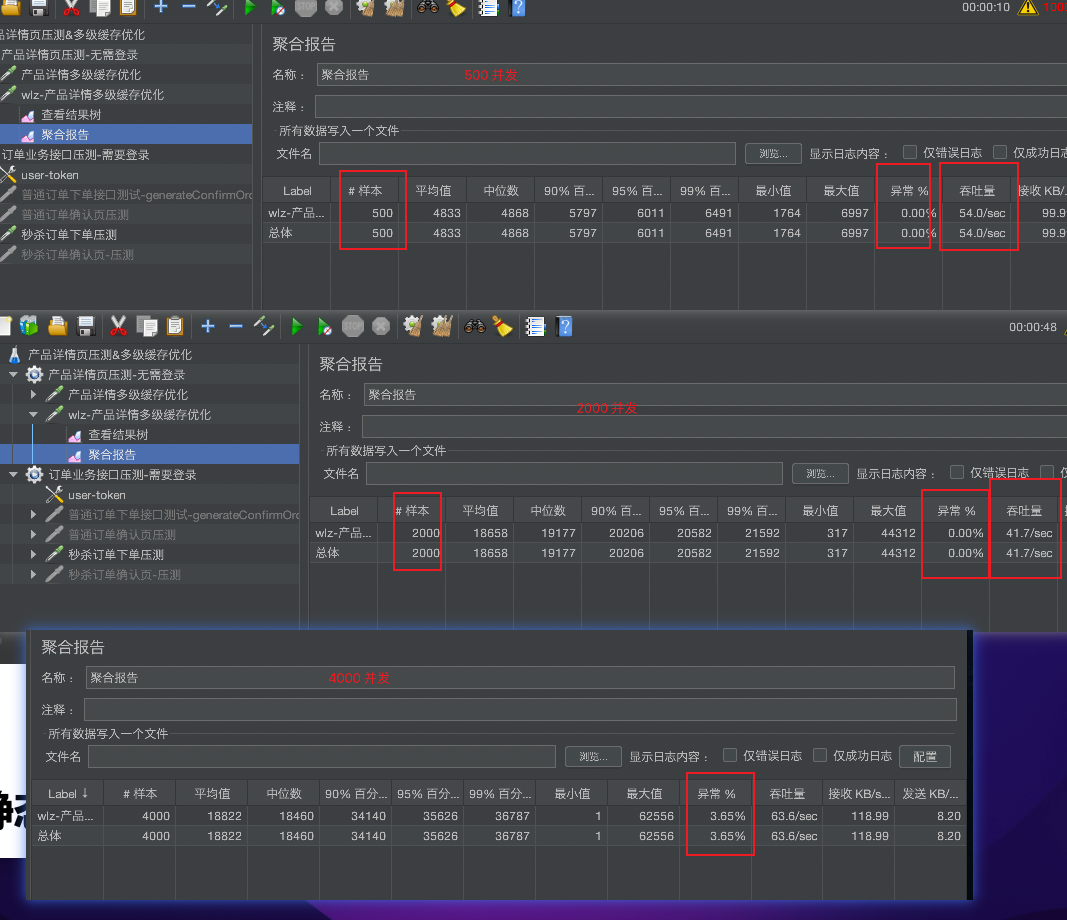 00:00:10
品详情页压测&多级缓存优化
产品详情页压测-无需登录
产品详情多级缓存优化
wlz-产品详情多级缓存优化
查看结果树
聚合报告
订单业务接口压测-需要登录
user-token
普通订单下单接口测试-generateConfirmOrd
普通订单确认页压测
秒杀订单下单压测
秒杀订单确认页-压测
聚合报告
名称： 聚合报告 500 并发
注释：
所有数据写入一个文件
文件名 浏览... 显示日志内容： 仅错误日志 仅成功日志
Label # 样本 平均值 中位数 90% 百... 95% 百... 99% 百... 最小值 最大值 异常 % 吞吐量 接收 KB/
wlz-产品... 500 4833 4868 5797 6011 6491 1764 6997 0.00% 54.0/sec 99.9
总体 500 4833 4868 5797 6011 6491 1764 6997 0.00% 54.0/sec 99.9
STOP
00:00:48
产品详情页压测&多级缓存优化
产品详情页压测-无需登录
产品详情多级缓存优化
wlz-产品详情多级缓存优化
查看结果树
聚合报告
订单业务接口压测-需要登录
user-token
普通订单下单接口测试-generateConfirmOrd
普通订单确认页压测
秒杀订单下单压测
秒杀订单确认页-压测
聚合报告
名称： 聚合报告
2000 并发
注释：
所有数据写入一个文件
文件名 浏览... 显示日志内容： 仅错误日志
Label # 样本 平均值 中位数 90% 百... 95% 百... 99% 百... 最小值 最大值 异常 % 吞吐量
wlz-产品... 2000 18658 19177 20206 20582 21592 317 44312 0.00% 41.7/sec
总体 2000 18658 19177 20206 20582 21592 317 44312 0.00% 41.7/sec
聚合报告
名称： 聚合报告 4000 并发
注释：
所有数据写入一个文件
文件名 浏览... 显示日志内容： 仅错误日志 仅成功日志 配置
Label ↓ # 样本 平均值 中位数 90% 百分... 95% 百分... 99% 百分... 最小值 最大值 异常 % 吞吐量 接收 KB/s... 发送 KB/...
wlz-产品... 4000 18822 18460 34140 35626 36787 1 62556 3.65% 63.6/sec 118.99 8.20
总体 4000 18822 18460 34140 35626 36787 1 62556 3.65% 63.6/sec 118.99 8.20